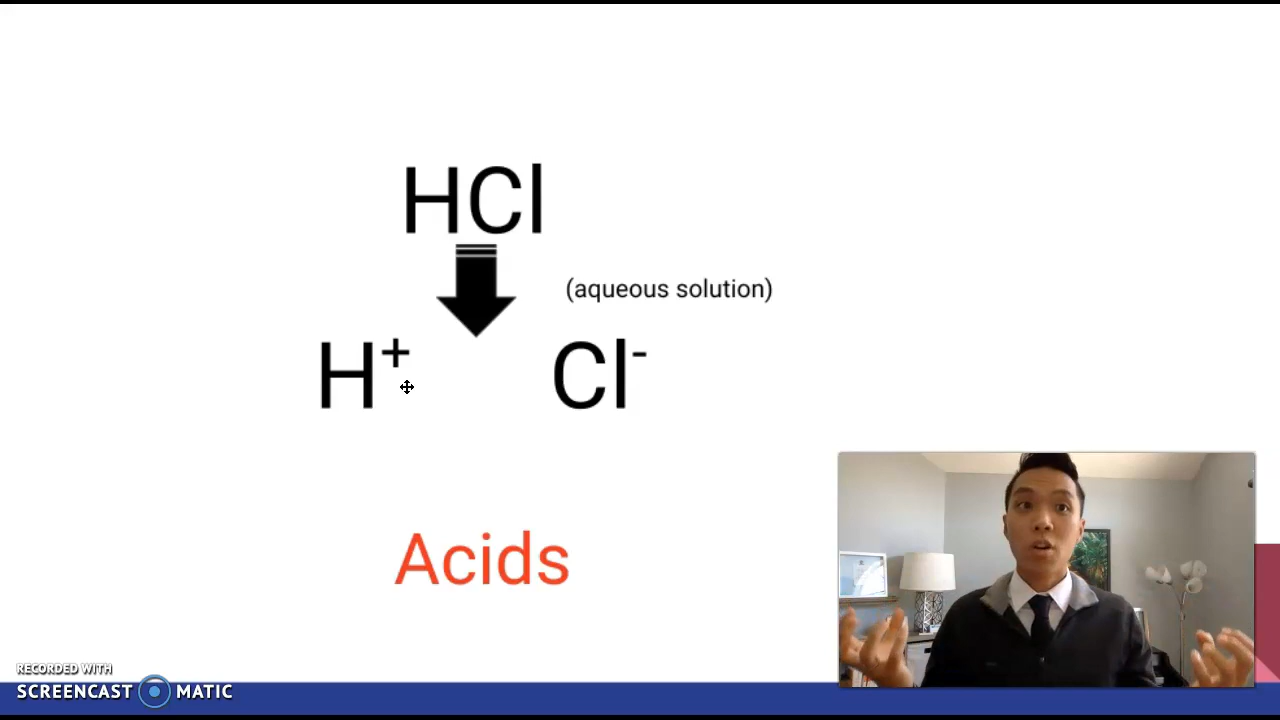 HCl
(aqueous solution)
H⁺ Cl⁻
Acids
RECORDED WITH
SCREENCAST MATIC